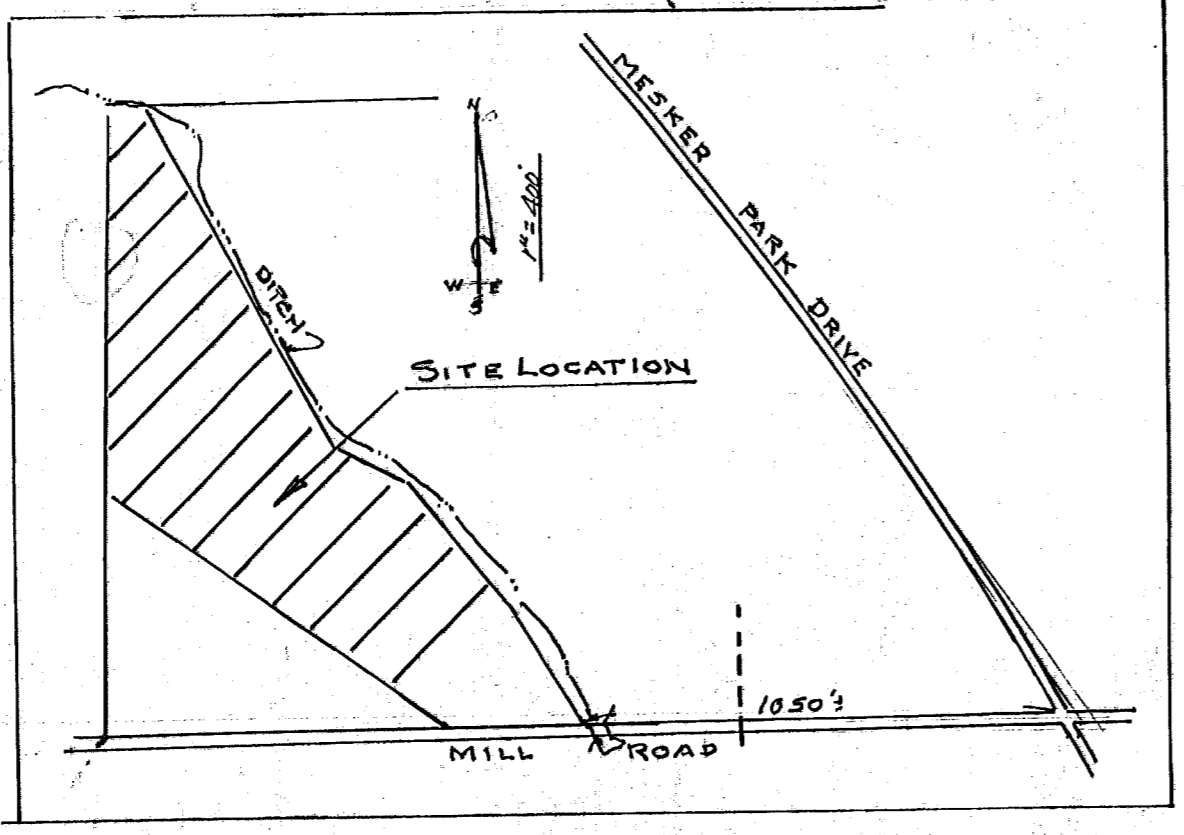 MESKER PARK DRIVE
N
1" = 400'
W E
S
DITCH
SITE LOCATION
1050'±
MILL ROAD